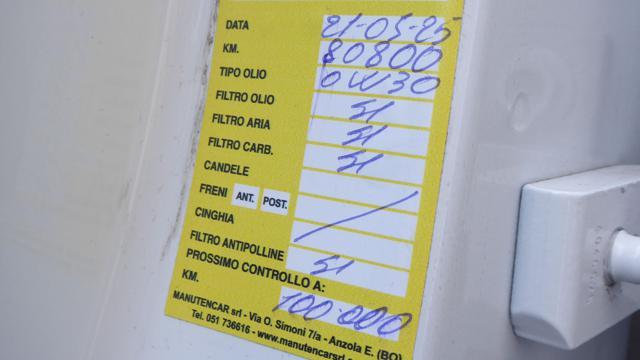 DATA 21-05-25
KM. 80800
TIPO OLIO 0W30
FILTRO OLIO SI
FILTRO ARIA SI
FILTRO CARB. SI
CANDELE
FRENI ANT. POST.
CINGHIA
FILTRO ANTIPOLLINE SI
PROSSIMO CONTROLLO A:
KM. 100000
MANUTENCAR srl - Via O. Simoni 7/a - Anzola E. (BO)
Tel. 051 736616 - www.manutencarsrl